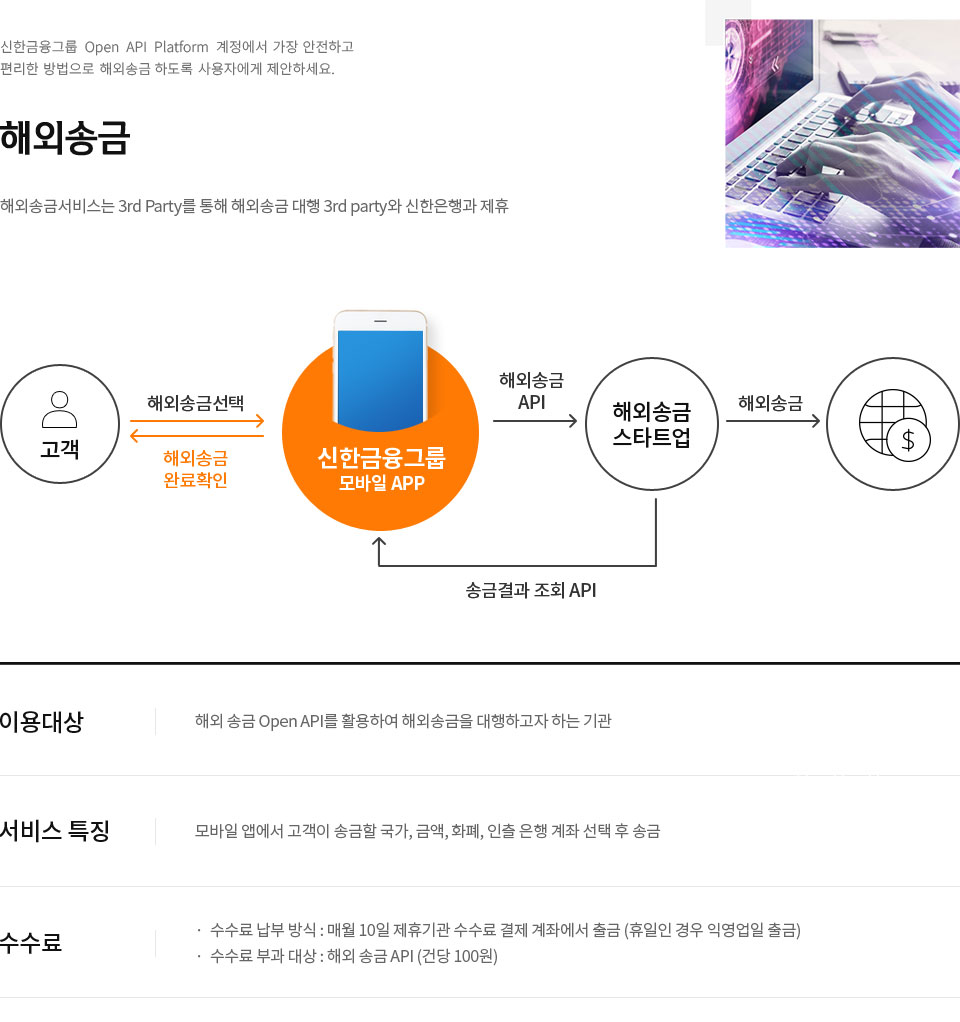 신한금융그룹 Open API Platform 계정에서 가장 안전하고
편리한 방법으로 해외송금 하도록 사용자에게 제안하세요.
해외송금
해외송금서비스는 3rd Party를 통해 해외송금 대행 3rd party와 신한은행과 제휴
고객
해외송금선택
해외송금
완료확인
신한금융그룹
모바일 APP
해외송금
API
해외송금
스타트업
해외송금
$
송금결과 조회 API
이용대상
해외 송금 Open API를 활용하여 해외송금을 대행하고자 하는 기관
서비스 특징
모바일 앱에서 고객이 송금할 국가, 금액, 화폐, 인출 은행 계좌 선택 후 송금
수수료
· 수수료 납부 방식 : 매월 10일 제휴기관 수수료 결제 계좌에서 출금 (휴일인 경우 익영업일 출금)
· 수수료 부과 대상 : 해외 송금 API (건당 100원)